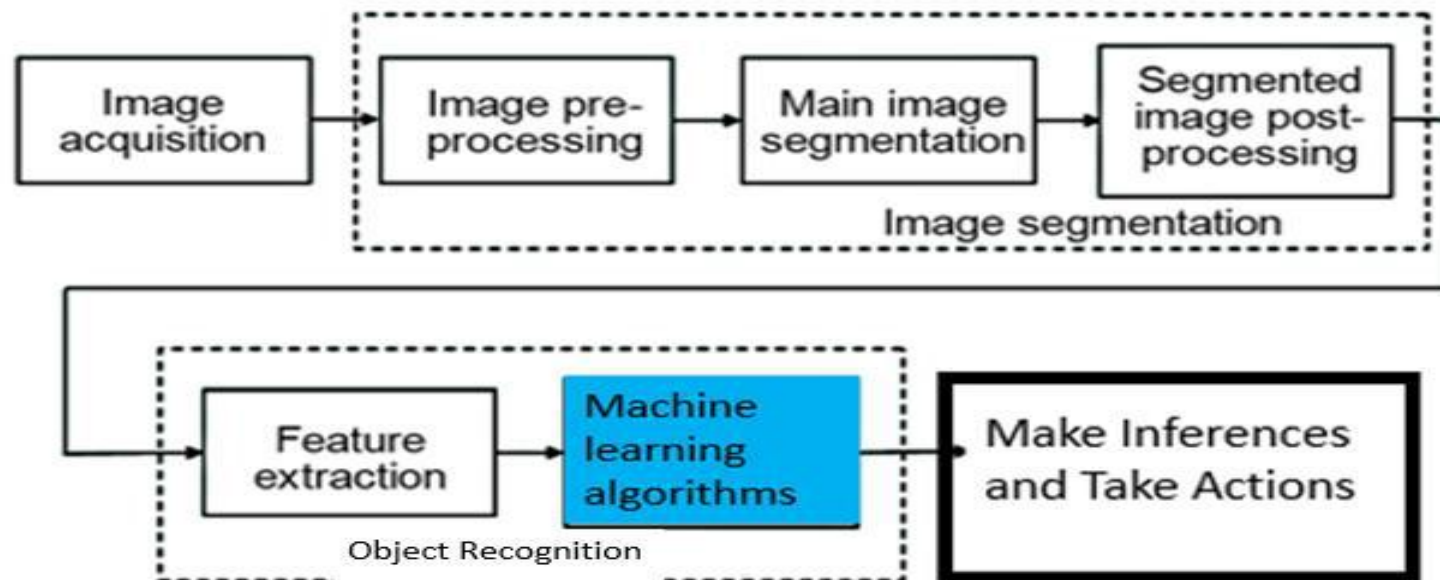 Image
acquisition
Image pre-
processing
Main image
segmentation
Segmented
image post-
processing
Image segmentation
Feature
extraction
Machine
learning
algorithms
Object Recognition
Make Inferences
and Take Actions